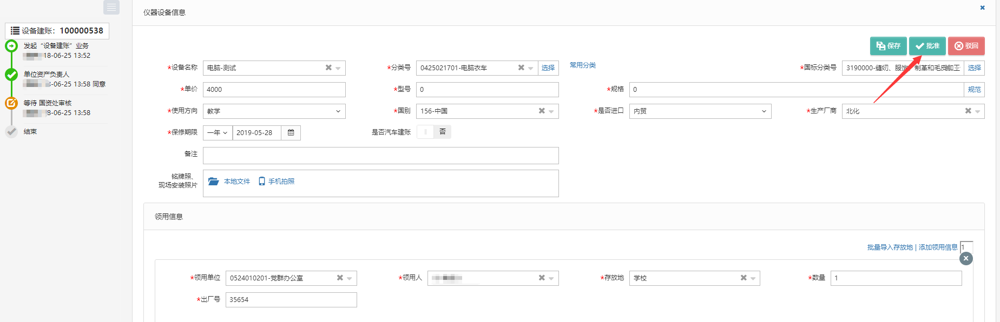 设备建账：100000538
发起“设备建账”业务
18-06-25 13:52
单位资产负责人
-06-25 13:58 同意
等待 国资处审核
8-06-25 13:58
结束
仪器设备信息
保存 批准 驳回
*设备名称 电脑-测试 *分类号 0425021701-电脑衣车 选择 常用分类 *国标分类号 3190000-缝纫、服饰、制革和毛皮加工 选择
*单价 4000 *型号 0 *规格 0 规范
*使用方向 教学 *国别 156-中国 *是否进口 内贸 *生产厂商 北化
*保修期限 一年 2019-05-28 是否汽车建账 否
备注
铭牌照、
现场安装照片 本地文件 手机拍照
领用信息
批量导入存放地 | 添加领用信息 1
*领用单位 0524010201-党群办公室 *领用人 *存放地 学校 *数量 1
*出厂号 35654